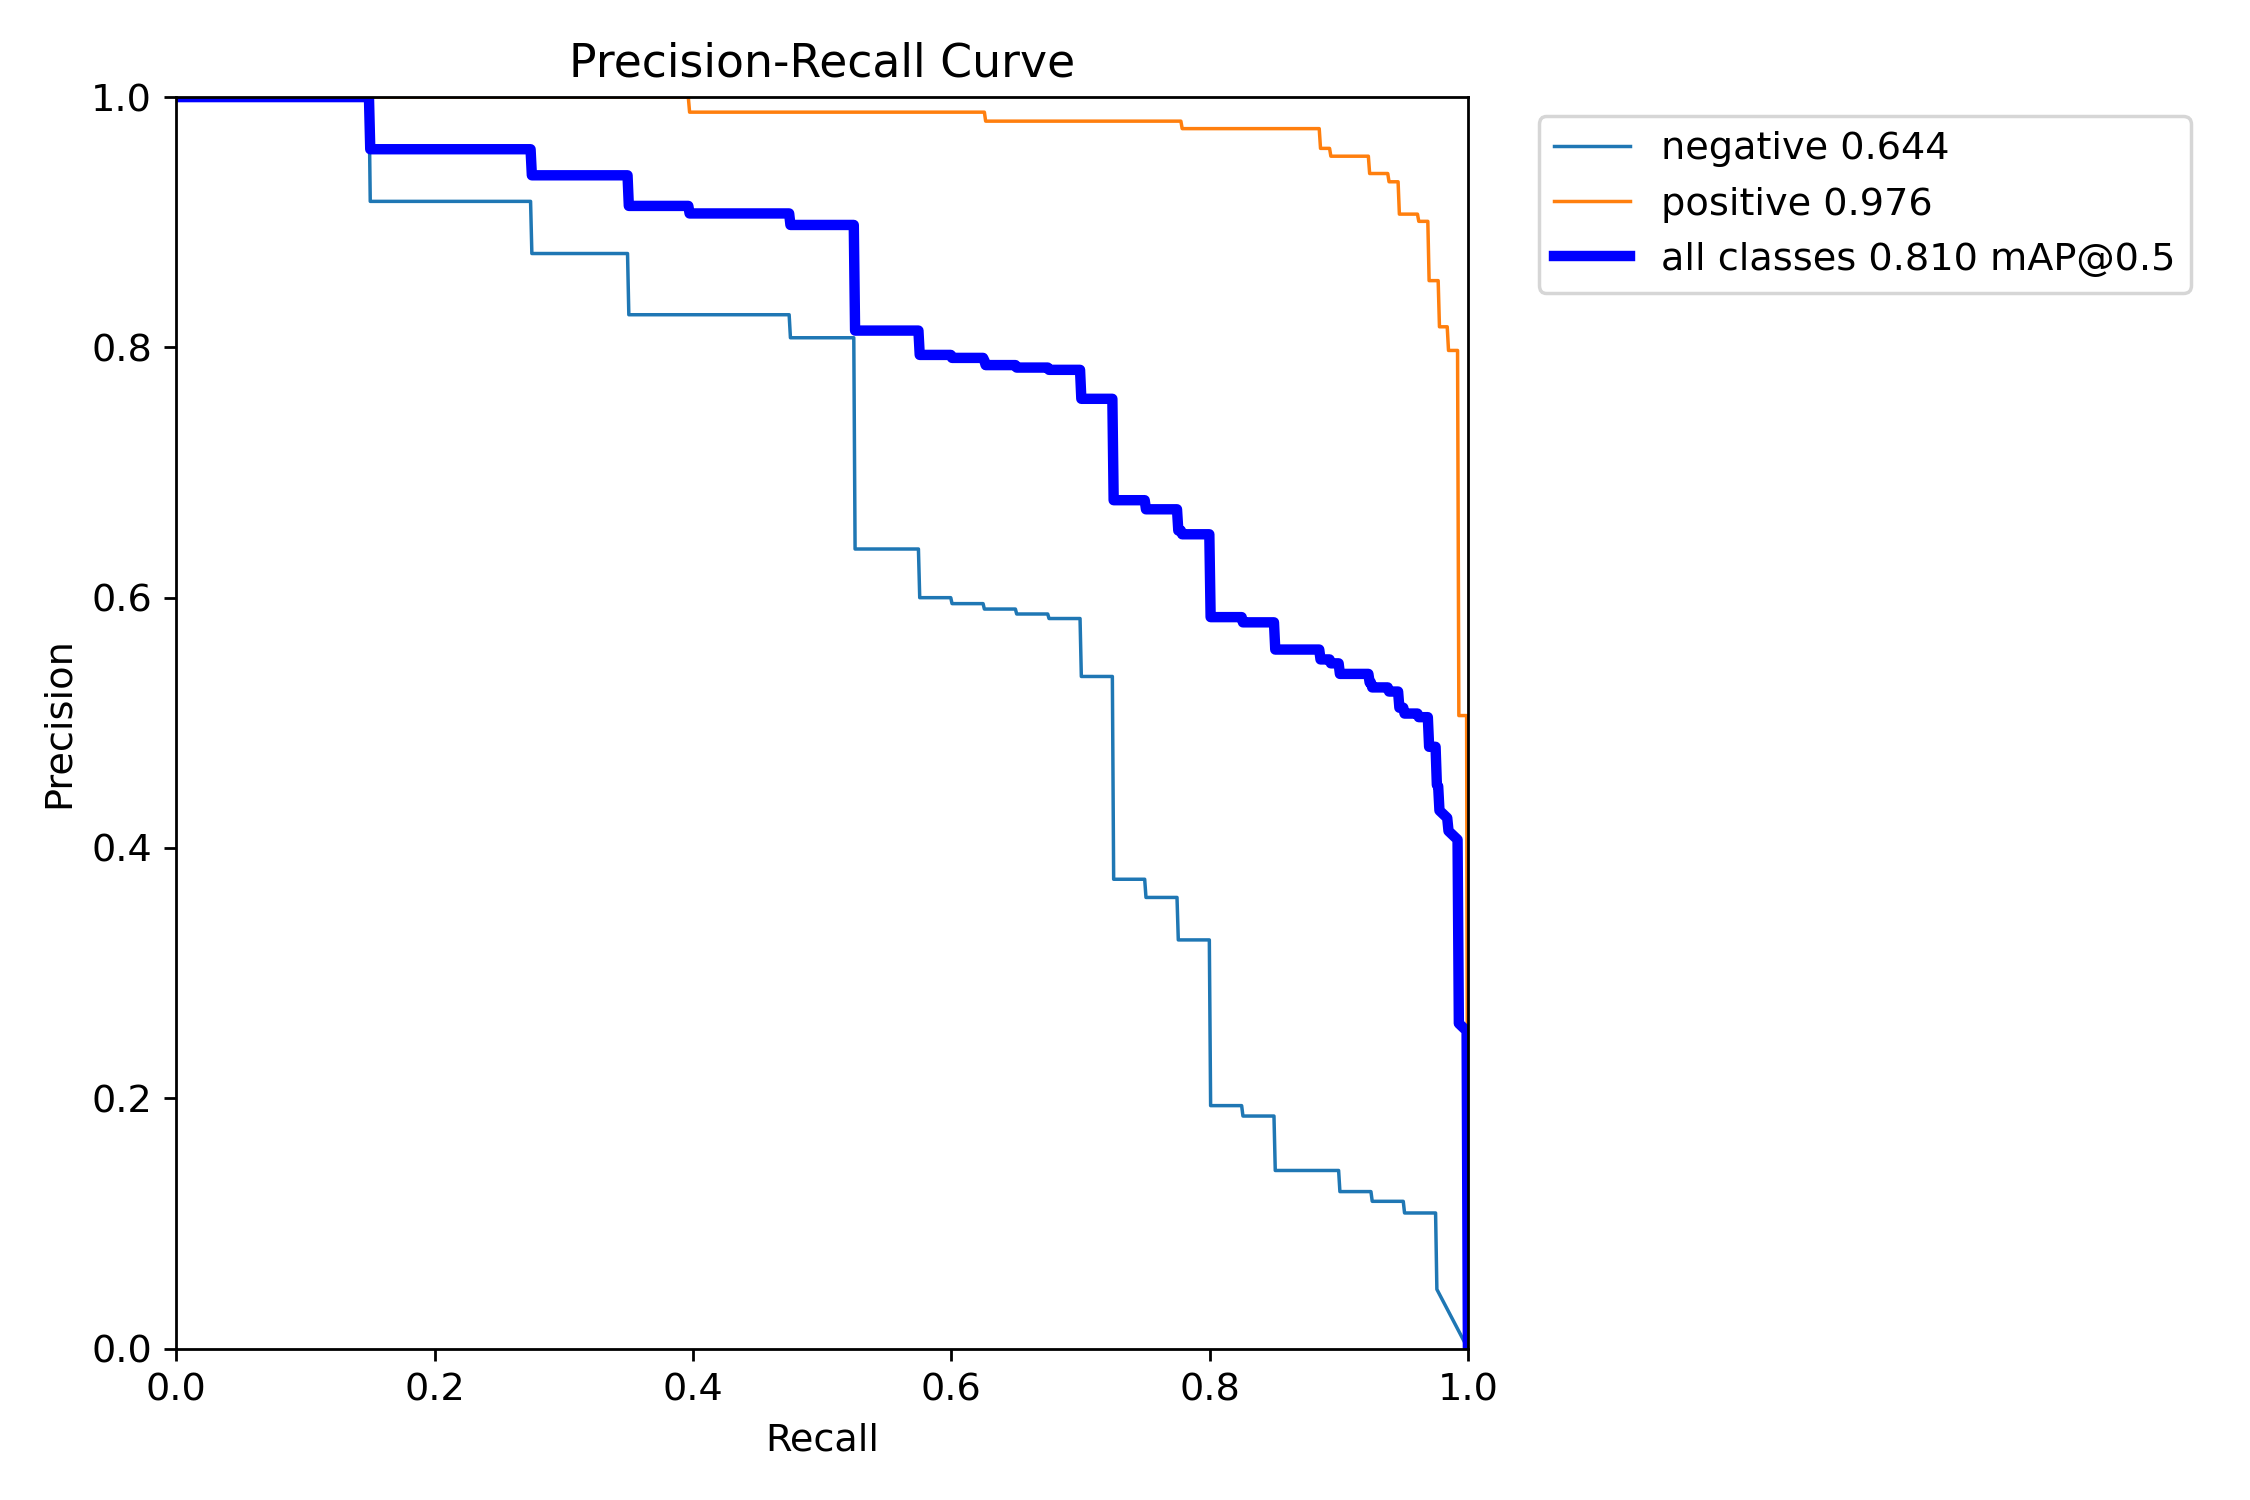 Precision-Recall Curve
1.0
0.8
0.6
0.4
0.2
0.0
Precision
0.0 0.2 0.4 0.6 0.8 1.0
Recall
negative 0.644
positive 0.976
all classes 0.810 mAP@0.5